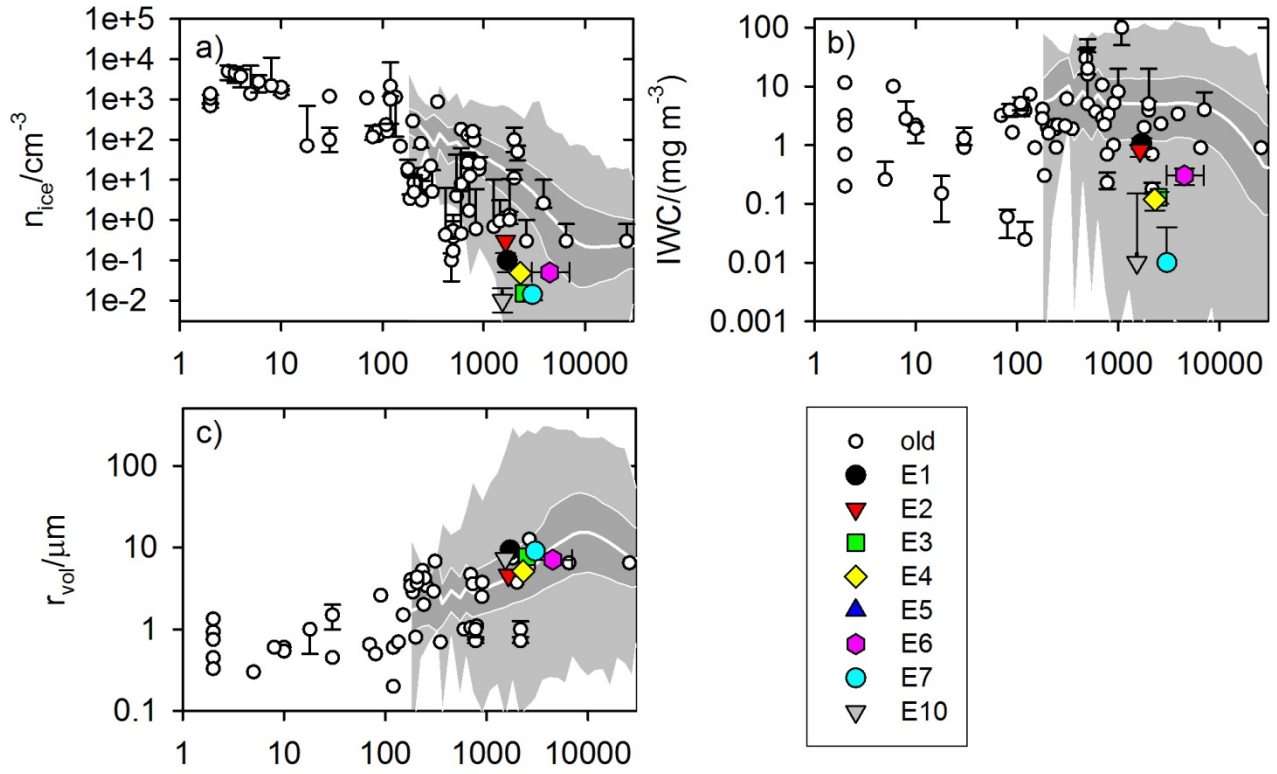 a)
n_ice/cm⁻³
1e+5
1e+4
1e+3
1e+2
1e+1
1e+0
1e-1
1e-2
1 10 100 1000 10000
b)
IWC/(mg m⁻³)
100
10
1
0.1
0.01
0.001
1 10 100 1000 10000
c)
r_vol/µm
100
10
1
0.1
1 10 100 1000 10000
old
E1
E2
E3
E4
E5
E6
E7
E10